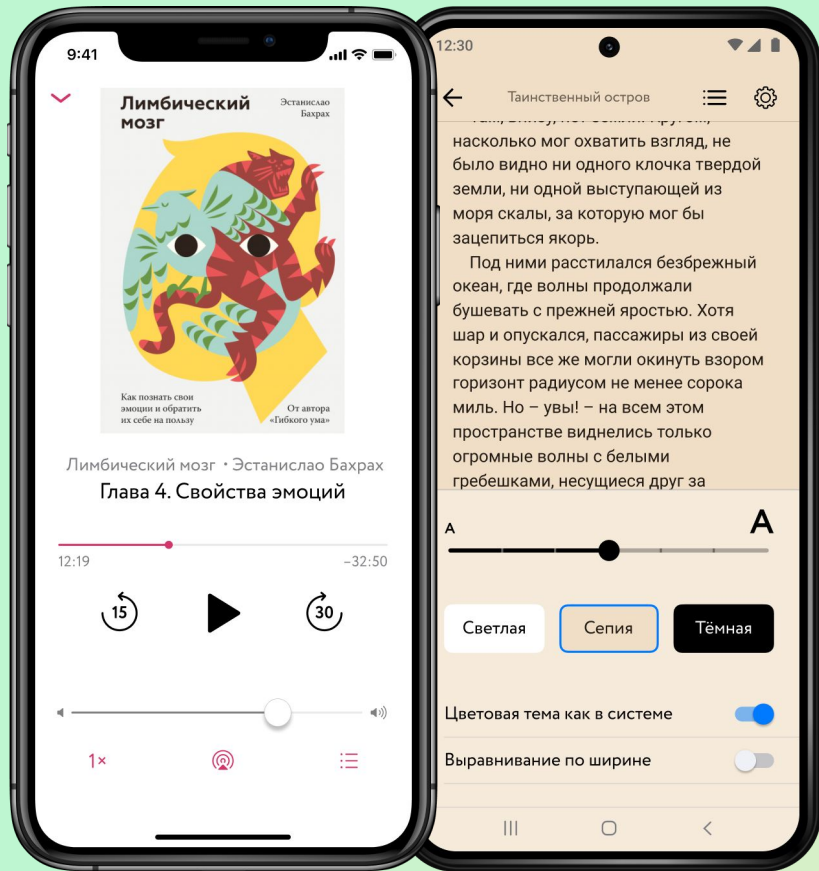 9:41
Лимбический
мозг
Эстанислао
Бахрах
Как познать свои
эмоции и обратить
их себе на пользу
От автора
«Гибкого ума»
Лимбический мозг • Эстанислао Бахрах
Глава 4. Свойства эмоций
12:19
–32:50
15
30
1×
12:30
Таинственный остров
насколько мог охватить взгляд, не
было видно ни одного клочка твердой
земли, ни одной выступающей из
моря скалы, за которую мог бы
зацепиться якорь.
Под ними расстилался безбрежный
океан, где волны продолжали
бушевать с прежней яростью. Хотя
шар и опускался, пассажиры из своей
корзины все же могли окинуть взором
горизонт радиусом не менее сорока
миль. Но – увы! – на всем этом
пространстве виднелись только
огромные волны с белыми
гребешками, несущиеся друг за
А
А
Светлая
Сепия
Тёмная
Цветовая тема как в системе
Выравнивание по ширине